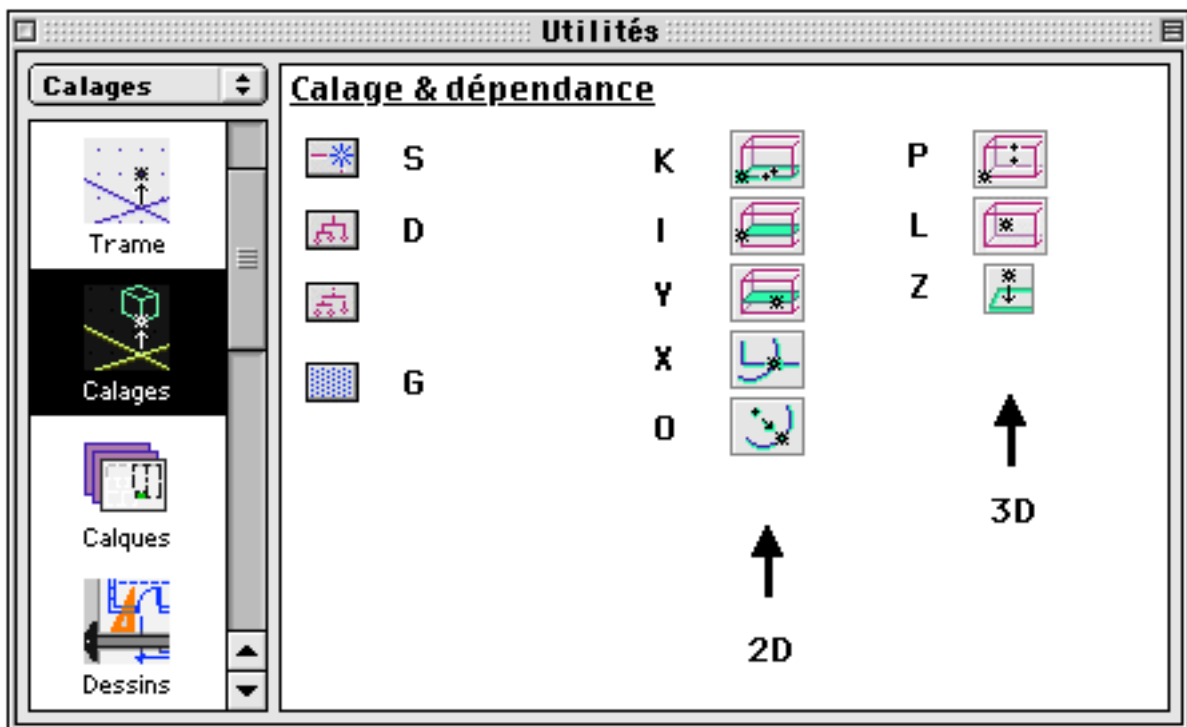 Utilités
Calages
Trame
Calages
Calques
Dessins
Calage & dépendance
S
D
G
K
I
Y
X
O
2D
P
L
Z
3D